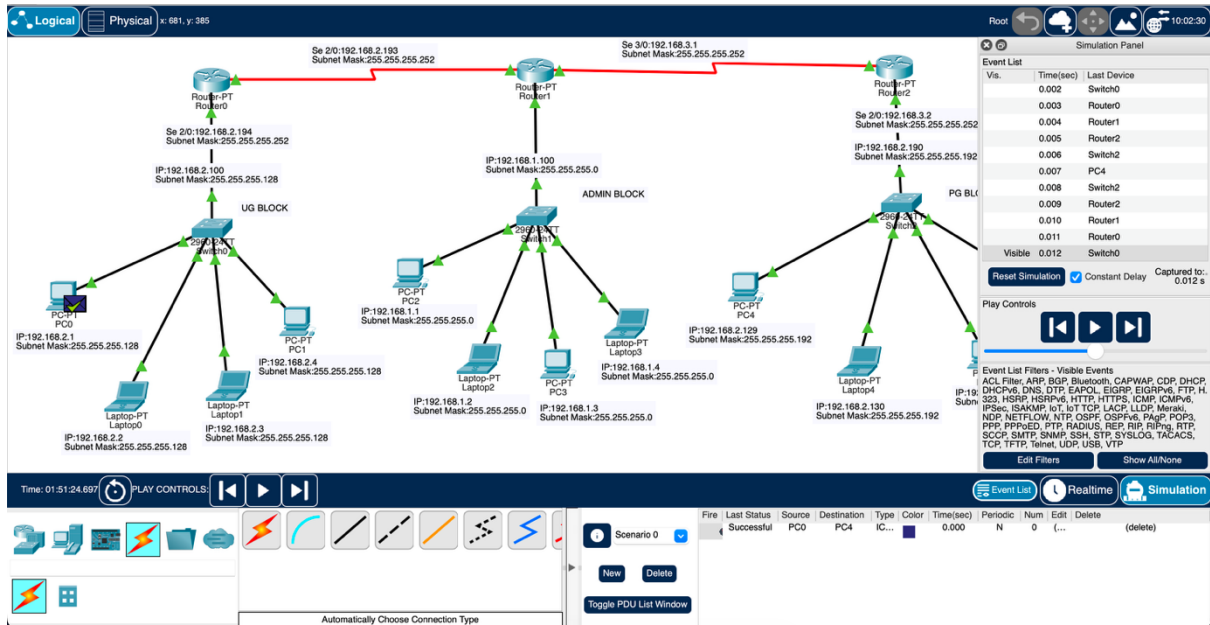 Logical
Physical
x: 681, y: 385
Root
10:02:30
Se 2/0:192.168.2.193
Subnet Mask:255.255.255.252
Se 3/0:192.168.3.1
Subnet Mask:255.255.255.252
Router-PT
Router0
Router-PT
Router1
Router-PT
Router2
Se 2/0:192.168.2.194
Subnet Mask:255.255.255.252
IP:192.168.2.100
Subnet Mask:255.255.255.128
UG BLOCK
2960-24TT
Switch0
PC-PT
PC0
IP:192.168.2.1
Subnet Mask:255.255.255.128
Laptop-PT
Laptop0
IP:192.168.2.2
Subnet Mask:255.255.255.128
Laptop-PT
Laptop1
IP:192.168.2.3
Subnet Mask:255.255.255.128
PC-PT
PC1
IP:192.168.2.4
Subnet Mask:255.255.255.128
IP:192.168.1.100
Subnet Mask:255.255.255.0
ADMIN BLOCK
2960-24TT
Switch1
PC-PT
PC2
IP:192.168.1.1
Subnet Mask:255.255.255.0
Laptop-PT
Laptop2
IP:192.168.1.2
Subnet Mask:255.255.255.0
PC-PT
PC3
IP:192.168.1.3
Subnet Mask:255.255.255.0
Laptop-PT
Laptop3
IP:192.168.1.4
Subnet Mask:255.255.255.0
Se 2/0:192.168.3.2
Subnet Mask:255.255.255.252
IP:192.168.2.190
Subnet Mask:255.255.255.192
PG BL
2960-24TT
Switch2
PC-PT
PC4
IP:192.168.2.129
Subnet Mask:255.255.255.192
Laptop-PT
Laptop4
IP:192.168.2.130
Subnet Mask:255.255.255.192
IP:192
Subn
Simulation Panel
Event List
Vis. Time(sec) Last Device
0.002 Switch0
0.003 Router0
0.004 Router1
0.005 Router2
0.006 Switch2
0.007 PC4
0.008 Switch2
0.009 Router2
0.010 Router1
0.011 Router0
Visible 0.012 Switch0
Reset Simulation
Constant Delay
Captured to:.
0.012 s
Play Controls
Event List Filters - Visible Events
ACL Filter, ARP, BGP, Bluetooth, CAPWAP, CDP, DHCP,
DHCPv6, DNS, DTP, EAPOL, EIGRP, EIGRPv6, FTP, H.
323, HSRP, HSRPv6, HTTP, HTTPS, ICMP, ICMPv6,
IPSec, ISAKMP, IoT, IoT TCP, LACP, LLDP, Meraki,
NDP, NETFLOW, NTP, OSPF, OSPFv6, PAgP, POP3,
PPP, PPPoED, PTP, RADIUS, REP, RIP, RIPng, RTP,
SCCP, SMTP, SNMP, SSH, STP, SYSLOG, TACACS,
TCP, TFTP, Telnet, UDP, USB, VTP
Edit Filters
Show All/None
Time: 01:51:24.697
PLAY CONTROLS:
Event List
Realtime
Simulation
Automatically Choose Connection Type
Scenario 0
New
Delete
Toggle PDU List Window
Fire Last Status Source Destination Type Color Time(sec) Periodic Num Edit Delete
Successful PC0 PC4 IC... 0.000 N 0 (... (delete)